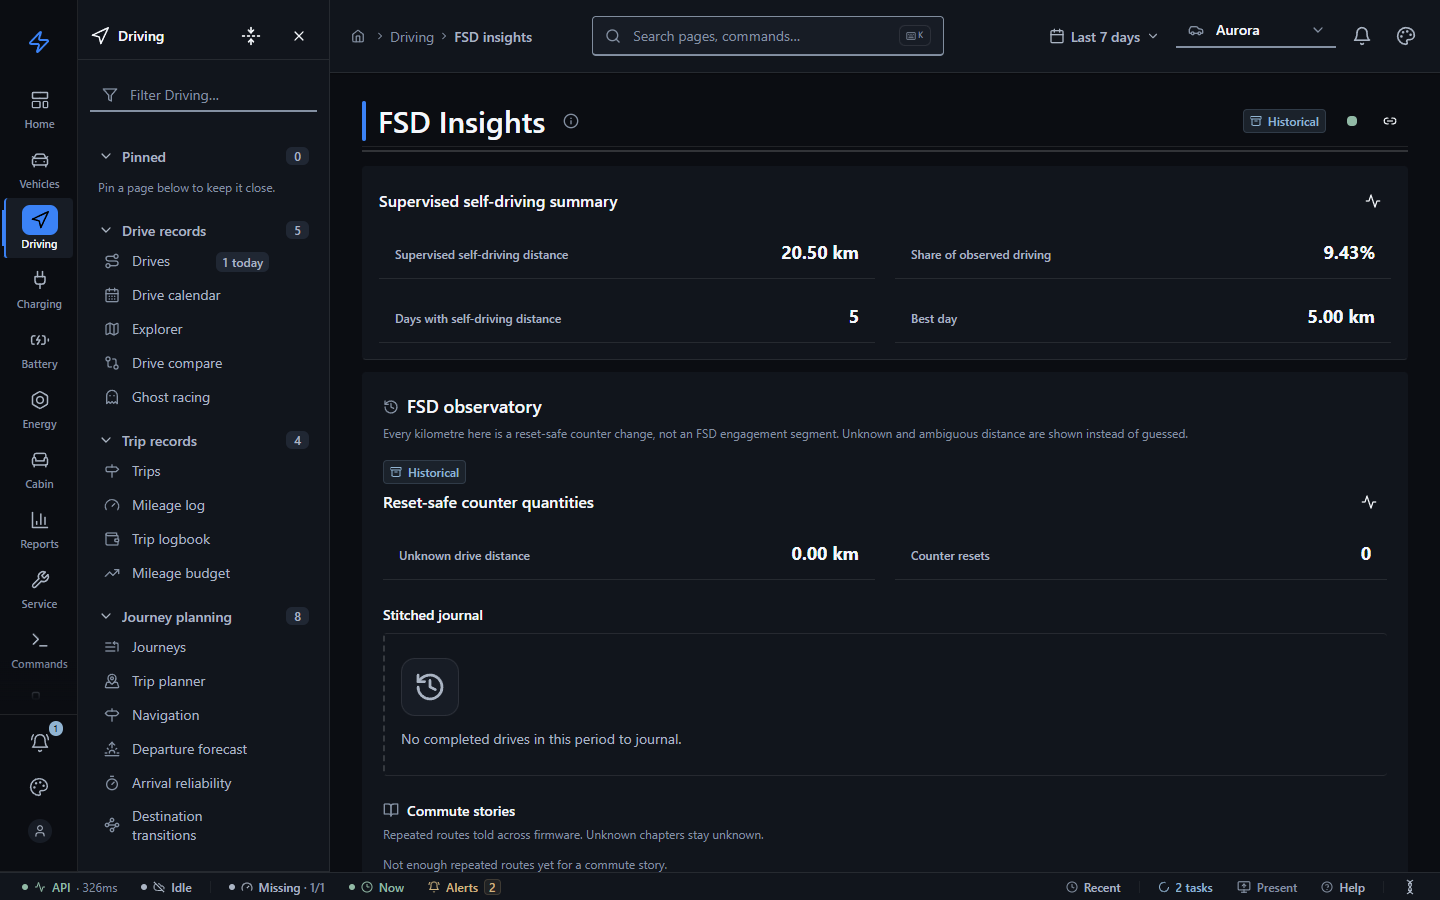 Home
Vehicles
Driving
Charging
Battery
Energy
Cabin
Reports
Service
Commands
1
Driving
Filter Driving...
Pinned 0
Pin a page below to keep it close.
Drive records 5
Drives 1 today
Drive calendar
Explorer
Drive compare
Ghost racing
Trip records 4
Trips
Mileage log
Trip logbook
Mileage budget
Journey planning 8
Journeys
Trip planner
Navigation
Departure forecast
Arrival reliability
Destination
transitions
Driving FSD insights
Search pages, commands... K
Last 7 days
Aurora
FSD Insights
Historical
Supervised self-driving summary
Supervised self-driving distance 20.50 km
Share of observed driving 9.43%
Days with self-driving distance 5
Best day 5.00 km
FSD observatory
Every kilometre here is a reset-safe counter change, not an FSD engagement segment. Unknown and ambiguous distance are shown instead of guessed.
Historical
Reset-safe counter quantities
Unknown drive distance 0.00 km
Counter resets 0
Stitched journal
No completed drives in this period to journal.
Commute stories
Repeated routes told across firmware. Unknown chapters stay unknown.
Not enough repeated routes yet for a commute story.
API · 326ms
Idle
Missing · 1/1
Now
Alerts 2
Recent
2 tasks
Present
Help